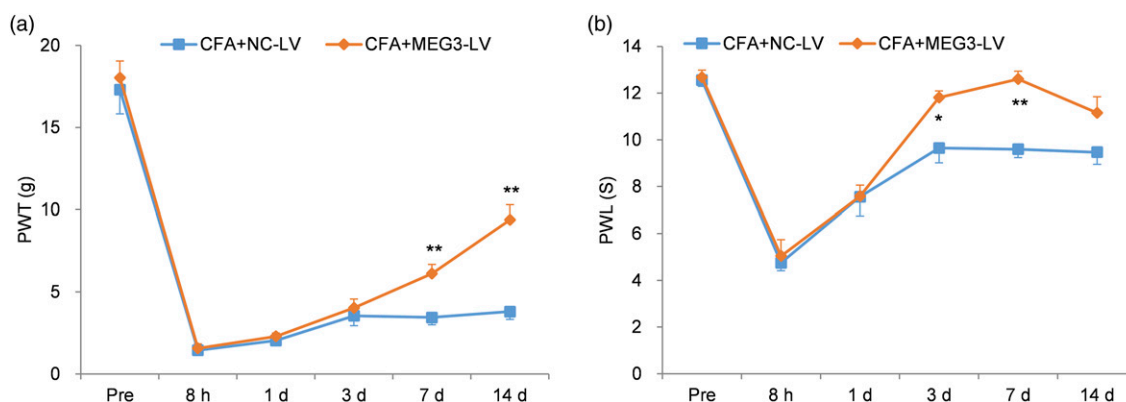 (a)
CFA+NC-LV CFA+MEG3-LV
PWT (g)
20
15
10
5
0
**
**
Pre 8 h 1 d 3 d 7 d 14 d
(b)
CFA+NC-LV CFA+MEG3-LV
PWL (S)
14
12
10
8
6
4
2
0
*
**
Pre 8 h 1 d 3 d 7 d 14 d